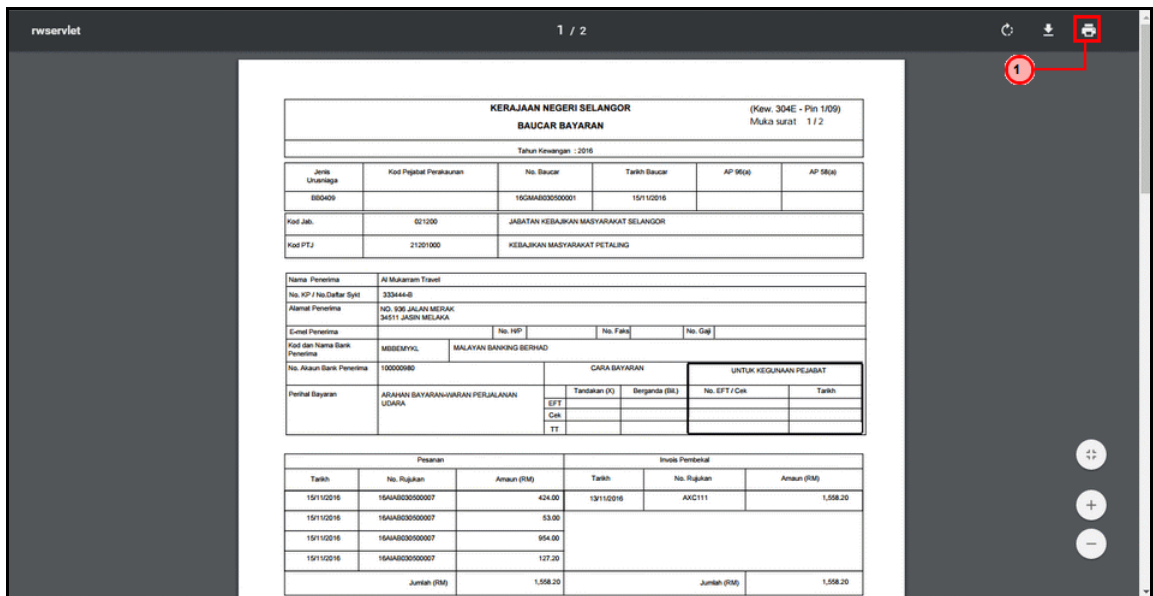 rwservlet 1 / 2
1
KERAJAAN NEGERI SELANGOR (Kew. 304E - Pin 1/09)
BAUCAR BAYARAN Muka surat 1 / 2
Tahun Kewangan : 2016
Jenis Urusniaga Kod Pejabat Perakaunan No. Baucar Tarikh Baucar AP 96(a) AP 58(a)
BB0409 16GMAB030500001 15/11/2016
Kod Jab. 021200 JABATAN KEBAJIKAN MASYARAKAT SELANGOR
Kod PTJ 21201000 KEBAJIKAN MASYARAKAT PETALING
Nama Penerima Al Mukarram Travel
No. KP / No.Daftar Sykt 333444-B
Alamat Penerima NO. 936 JALAN MERAK
34511 JASIN MELAKA
E-mel Penerima No. H/P No. Faks No. Gaji
Kod dan Nama Bank Penerima MBBEMYKL MALAYAN BANKING BERHAD
No. Akaun Bank Penerima 100000980 CARA BAYARAN UNTUK KEGUNAAN PEJABAT
Perihal Bayaran ARAHAN BAYARAN-WARAN PERJALANAN UDARA Tandakan (X) Berganda (Bil.) No. EFT / Cek Tarikh
EFT
Cek
TT
Pesanan Invois Pembekal
Tarikh No. Rujukan Amaun (RM) Tarikh No. Rujukan Amaun (RM)
15/11/2016 16AIAB030500007 424.00 13/11/2016 AXC111 1,558.20
15/11/2016 16AIAB030500007 53.00
15/11/2016 16AIAB030500007 954.00
15/11/2016 16AIAB030500007 127.20
Jumlah (RM) 1,558.20 Jumlah (RM) 1,558.20